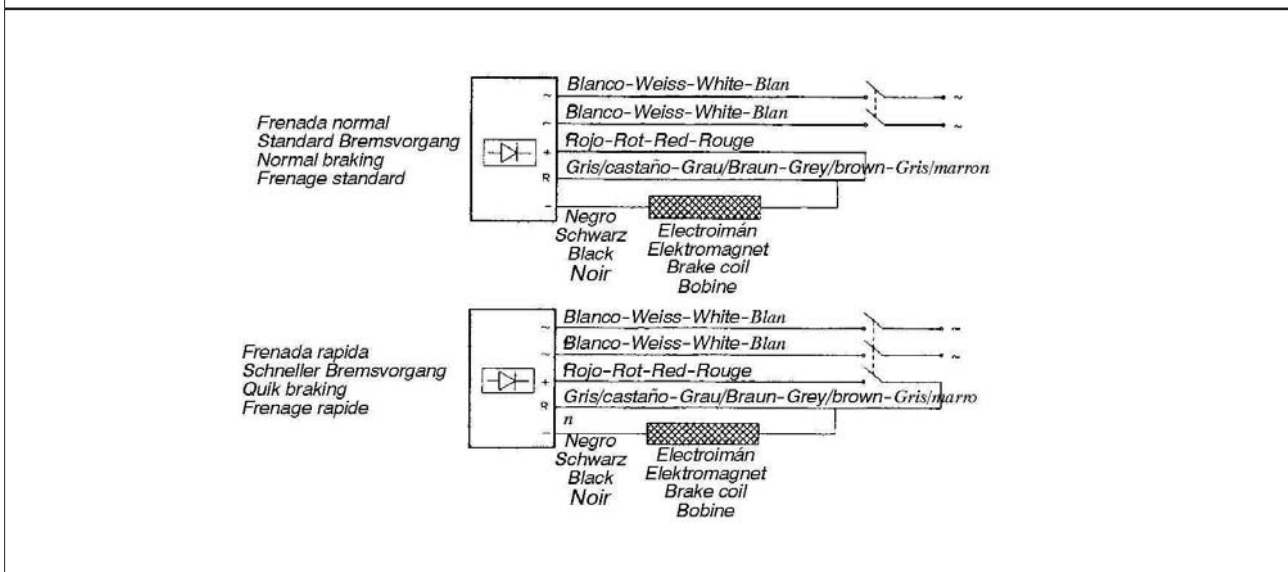 Frenada normal
Standard Bremsvorgang
Normal braking
Frenage standard
~ Blanco-Weiss-White-Blan ~
~ Blanco-Weiss-White-Blan ~
+ Rojo-Rot-Red-Rouge
R Gris/castaño-Grau/Braun-Grey/brown-Gris/marron
−
Negro
Schwarz
Black
Noir
Electroimán
Elektromagnet
Brake coil
Bobine
Frenada rapida
Schneller Bremsvorgang
Quik braking
Frenage rapide
~ Blanco-Weiss-White-Blan ~
~ Blanco-Weiss-White-Blan ~
+ Rojo-Rot-Red-Rouge
R Gris/castaño-Grau/Braun-Grey/brown-Gris/marro
n
−
Negro
Schwarz
Black
Noir
Electroimán
Elektromagnet
Brake coil
Bobine